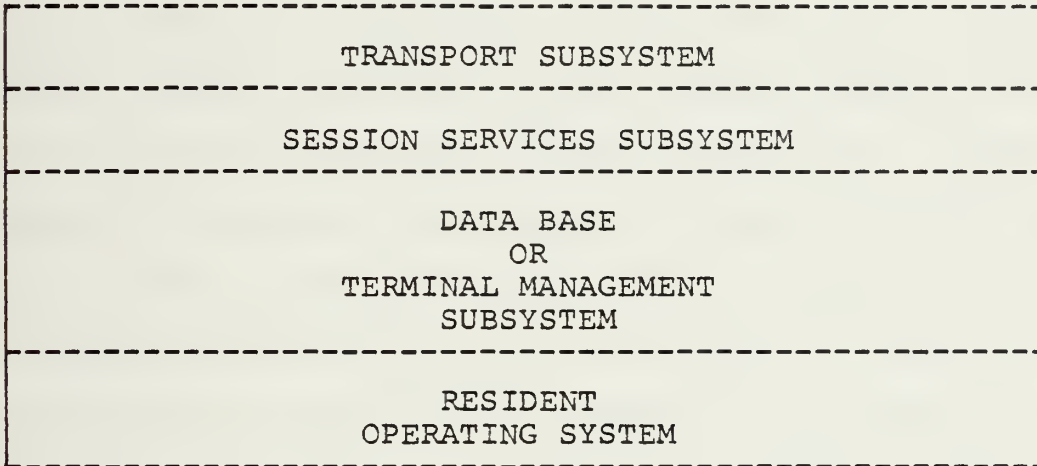 TRANSPORT SUBSYSTEM
SESSION SERVICES SUBSYSTEM
DATA BASE
OR
TERMINAL MANAGEMENT
SUBSYSTEM
RESIDENT
OPERATING SYSTEM